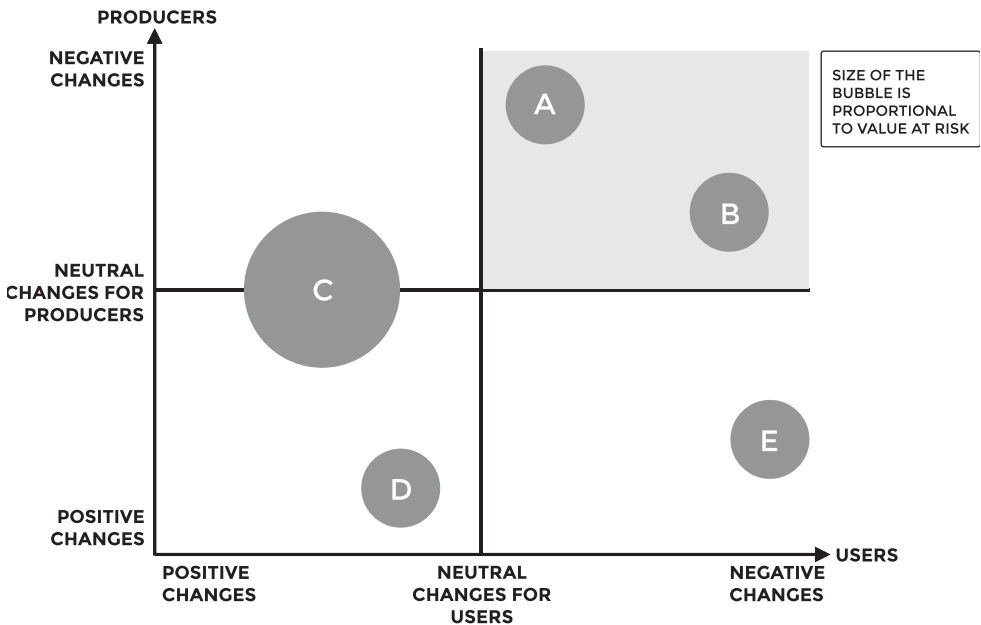 PRODUCERS
NEGATIVE
CHANGES
SIZE OF THE
BUBBLE IS
PROPORTIONAL
TO VALUE AT RISK
A
B
NEUTRAL
CHANGES FOR
PRODUCERS
C
E
D
POSITIVE
CHANGES
USERS
POSITIVE
CHANGES
NEUTRAL
CHANGES FOR
USERS
NEGATIVE
CHANGES